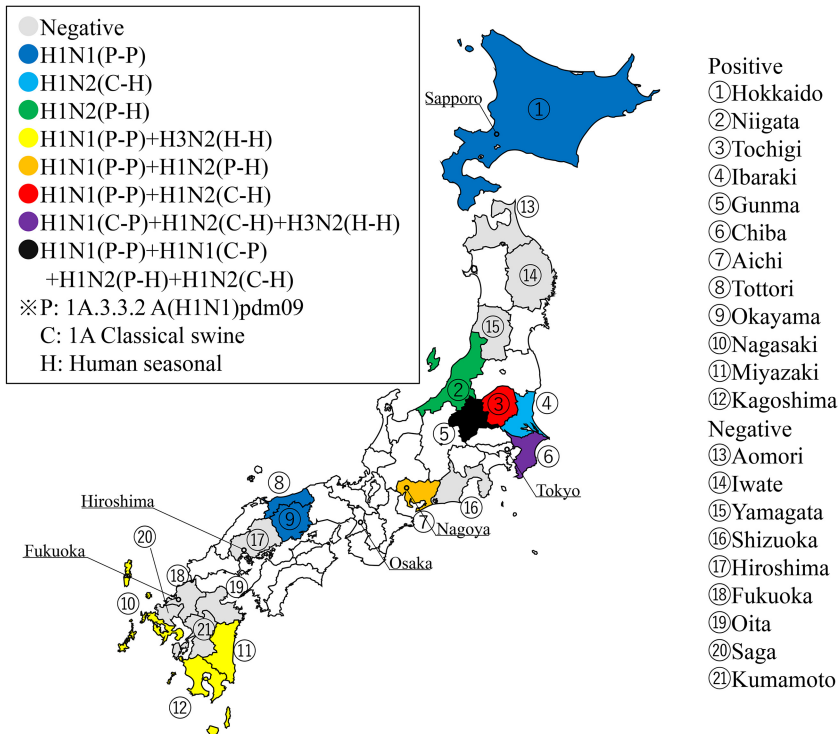 Negative
H1N1(P-P)
H1N2(C-H)
H1N2(P-H)
H1N1(P-P)+H3N2(H-H)
H1N1(P-P)+H1N2(P-H)
H1N1(P-P)+H1N2(C-H)
H1N1(C-P)+H1N2(C-H)+H3N2(H-H)
H1N1(P-P)+H1N1(C-P)
+H1N2(P-H)+H1N2(C-H)
※P: 1A.3.3.2 A(H1N1)pdm09
C: 1A Classical swine
H: Human seasonal
Sapporo
①
⑬
⑭
⑮
②
③
④
⑤
⑥
Tokyo
⑧
Hiroshima
⑨
⑯
⑦
Nagoya
⑳
⑰
Osaka
Fukuoka
⑱
⑲
⑩
㉑
⑪
⑫
Positive
①Hokkaido
②Niigata
③Tochigi
④Ibaraki
⑤Gunma
⑥Chiba
⑦Aichi
⑧Tottori
⑨Okayama
⑩Nagasaki
⑪Miyazaki
⑫Kagoshima
Negative
⑬Aomori
⑭Iwate
⑮Yamagata
⑯Shizuoka
⑰Hiroshima
⑱Fukuoka
⑲Oita
⑳Saga
㉑Kumamoto